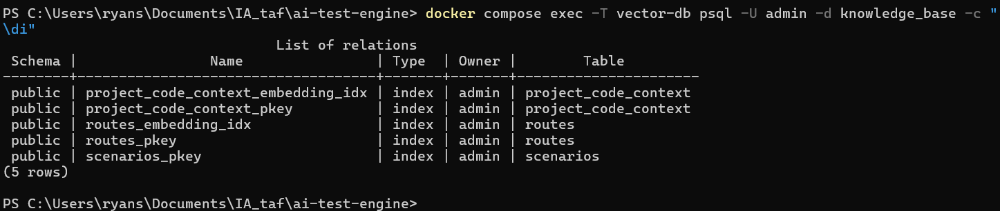 PS C:\Users\ryans\Documents\IA_taf\ai-test-engine> docker compose exec -T vector-db psql -U admin -d knowledge_base -c "
\di"
                                 List of relations
 Schema |                Name                | Type  | Owner |        Table
--------+------------------------------------+-------+-------+----------------------
 public | project_code_context_embedding_idx | index | admin | project_code_context
 public | project_code_context_pkey          | index | admin | project_code_context
 public | routes_embedding_idx               | index | admin | routes
 public | routes_pkey                        | index | admin | routes
 public | scenarios_pkey                     | index | admin | scenarios
(5 rows)
PS C:\Users\ryans\Documents\IA_taf\ai-test-engine>